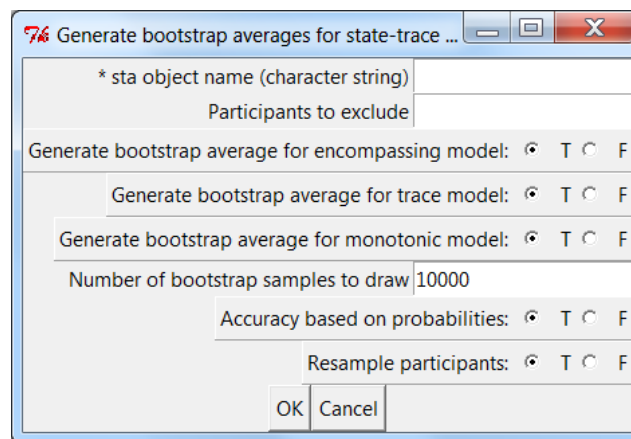 Generate bootstrap averages for state-trace ...
* sta object name (character string)
Participants to exclude
Generate bootstrap average for encompassing model: T F
Generate bootstrap average for trace model: T F
Generate bootstrap average for monotonic model: T F
Number of bootstrap samples to draw 10000
Accuracy based on probabilities: T F
Resample participants: T F
OK Cancel